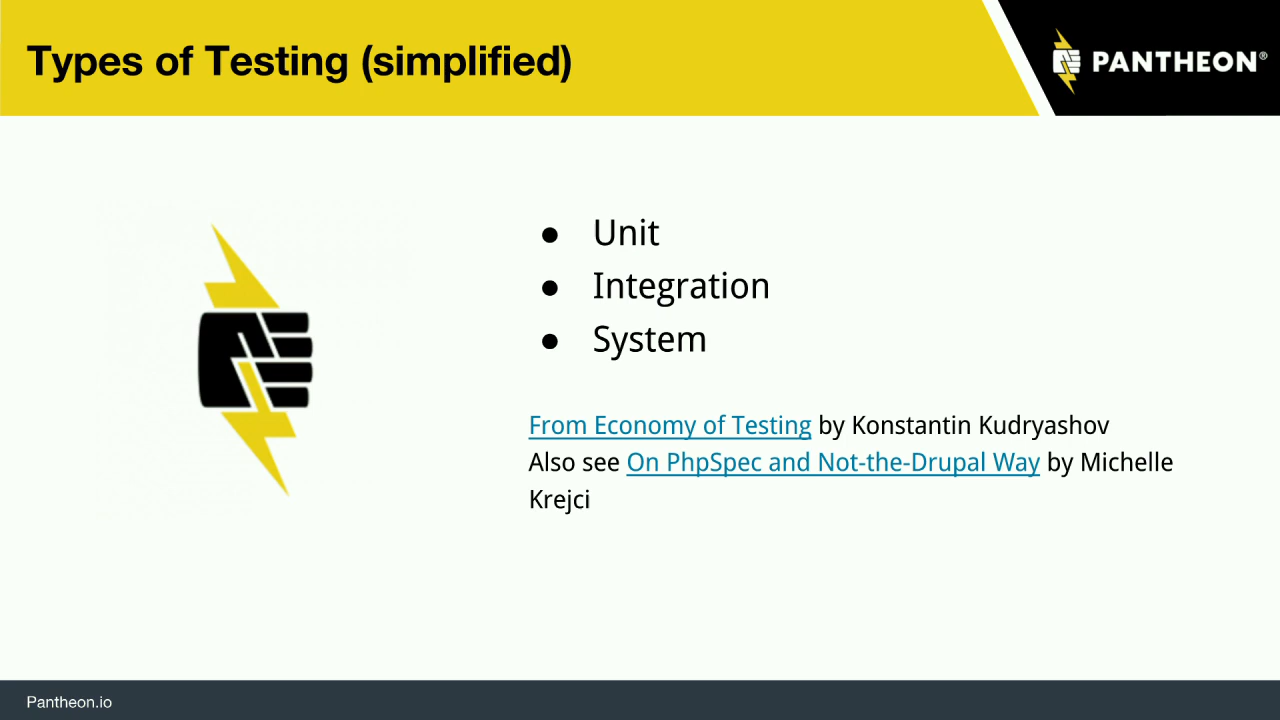 Types of Testing (simplified)
PANTHEON®
● Unit
● Integration
● System
From Economy of Testing by Konstantin Kudryashov
Also see On PhpSpec and Not-the-Drupal Way by Michelle
Krejci
Pantheon.io